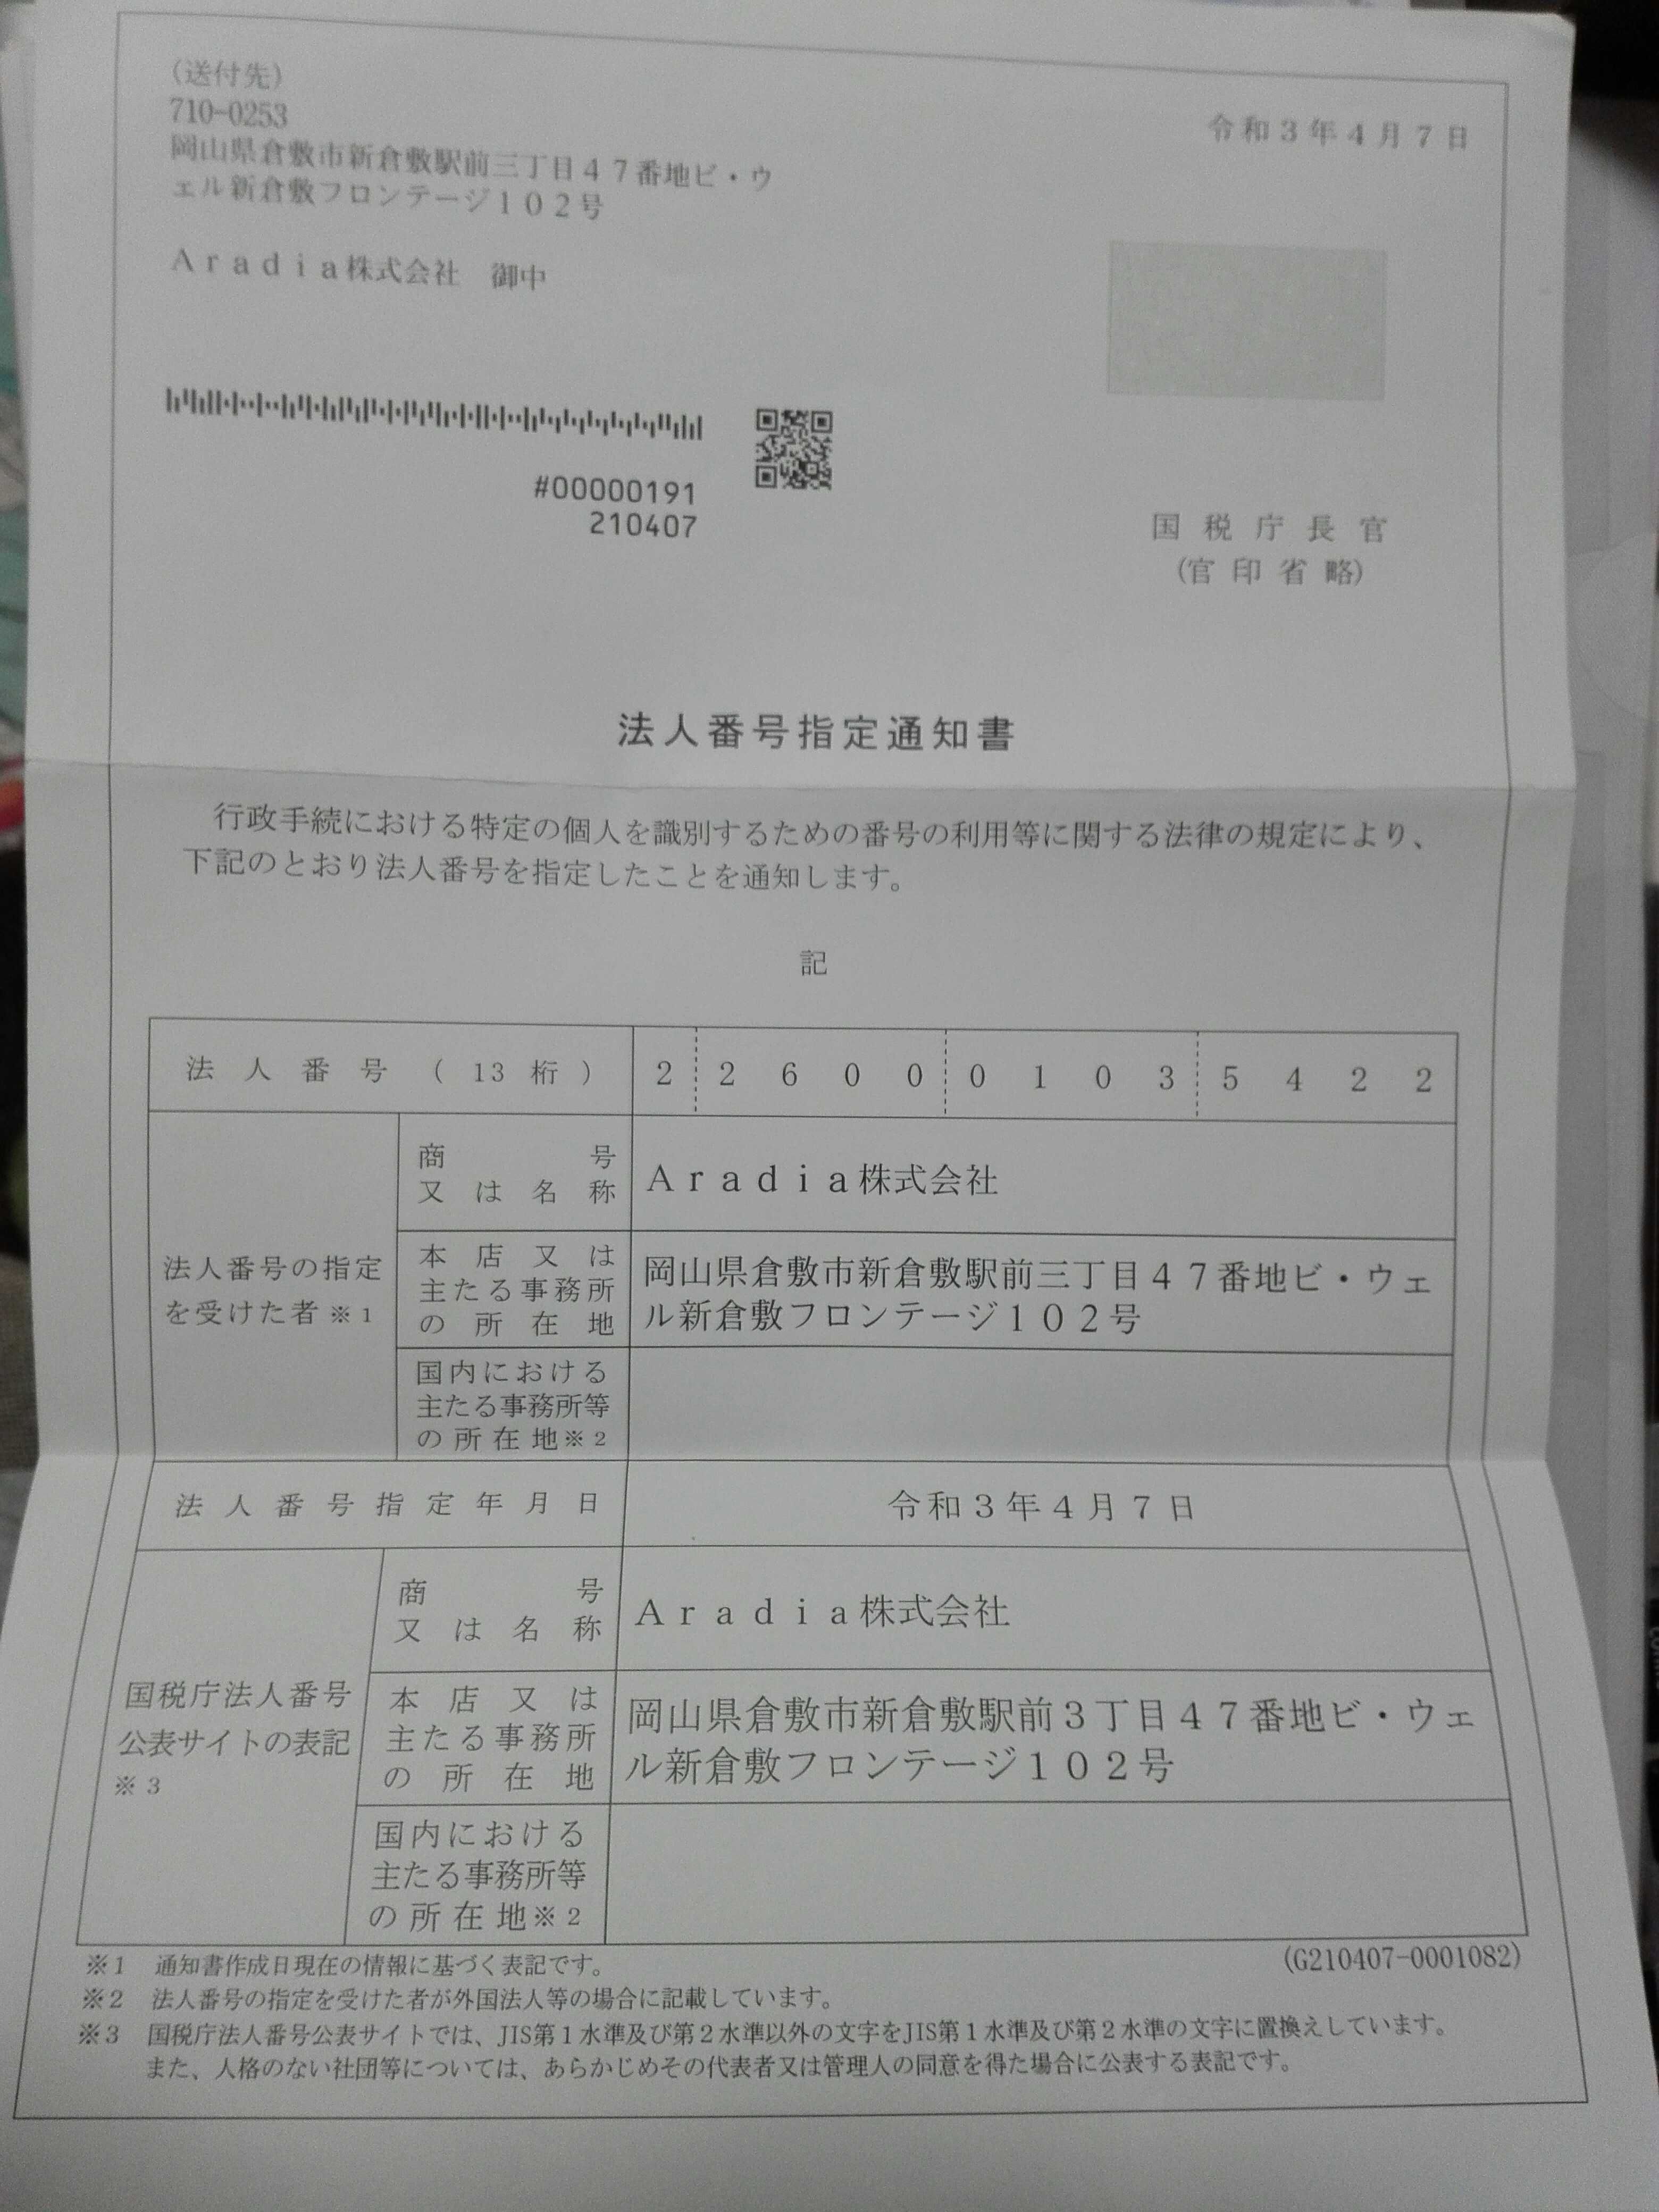 (送付先)
710-0253
岡山県倉敷市新倉敷駅前三丁目47番地ビ・ウ
ェル新倉敷フロンテージ102号
令和3年4月7日
Aradia株式会社 御中
#00000191
210407
国税庁長官
(官印省略)
法人番号指定通知書
行政手続における特定の個人を識別するための番号の利用等に関する法律の規定により、
下記のとおり法人番号を指定したことを通知します。
記
法人番号(13桁) 2 2600 0103 5422
法人番号の指定
を受けた者※1
商号
又は名称
Aradia株式会社
本店又は
主たる事務所
の所在地
岡山県倉敷市新倉敷駅前三丁目47番地ビ・ウェ
ル新倉敷フロンテージ102号
国内における
主たる事務所等
の所在地※2
法人番号指定年月日 令和3年4月7日
国税庁法人番号
公表サイトの表記
※3
商号
又は名称
Aradia株式会社
本店又は
主たる事務所
の所在地
岡山県倉敷市新倉敷駅前3丁目47番地ビ・ウェ
ル新倉敷フロンテージ102号
国内における
主たる事務所等
の所在地※2
(G210407-0001082)
※1 通知書作成日現在の情報に基づく表記です。
※2 法人番号の指定を受けた者が外国法人等の場合に記載しています。
※3 国税庁法人番号公表サイトでは、JIS第1水準及び第2水準以外の文字をJIS第1水準及び第2水準の文字に置換えしています。
また、人格のない社団等については、あらかじめその代表者又は管理人の同意を得た場合に公表する表記です。